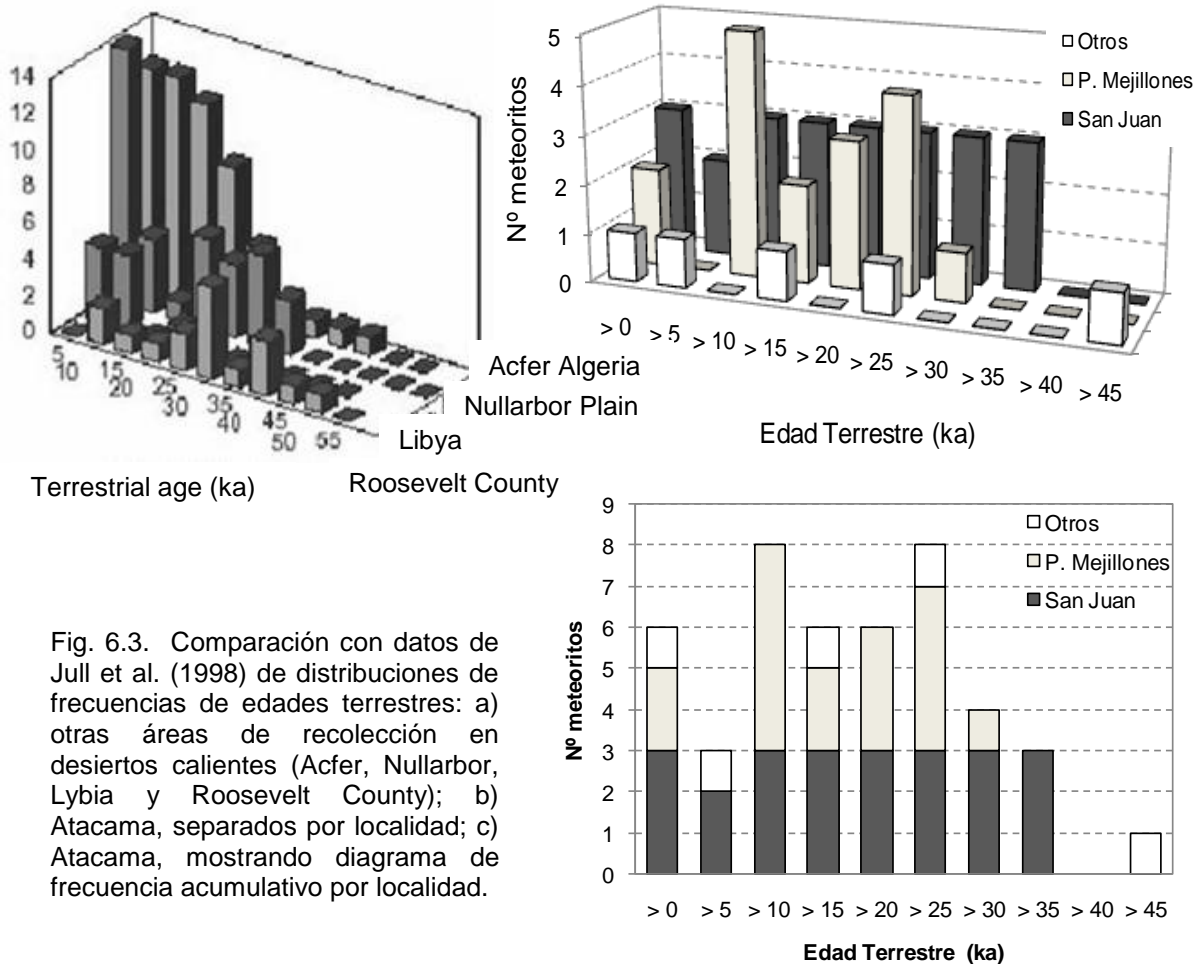 14
12
10
8
6
4
2
0
5
10
15
20
25
30
35
40
45
50
55
Acfer Algeria
Nullarbor Plain
Libya
Roosevelt County
Terrestrial age (ka)
5
4
3
2
1
0
Nº meteoritos
Otros
P. Mejillones
San Juan
> 0 > 5 > 10 > 15 > 20 > 25 > 30 > 35 > 40 > 45
Edad Terrestre (ka)
Fig. 6.3. Comparación con datos de
Jull et al. (1998) de distribuciones de
frecuencias de edades terrestres: a)
otras áreas de recolección en
desiertos calientes (Acfer, Nullarbor,
Lybia y Roosevelt County); b)
Atacama, separados por localidad; c)
Atacama, mostrando diagrama de
frecuencia acumulativo por localidad.
9
8
7
6
5
4
3
2
1
0
Nº meteoritos
Otros
P. Mejillones
San Juan
> 0 > 5 > 10 > 15 > 20 > 25 > 30 > 35 > 40 > 45
Edad Terrestre (ka)